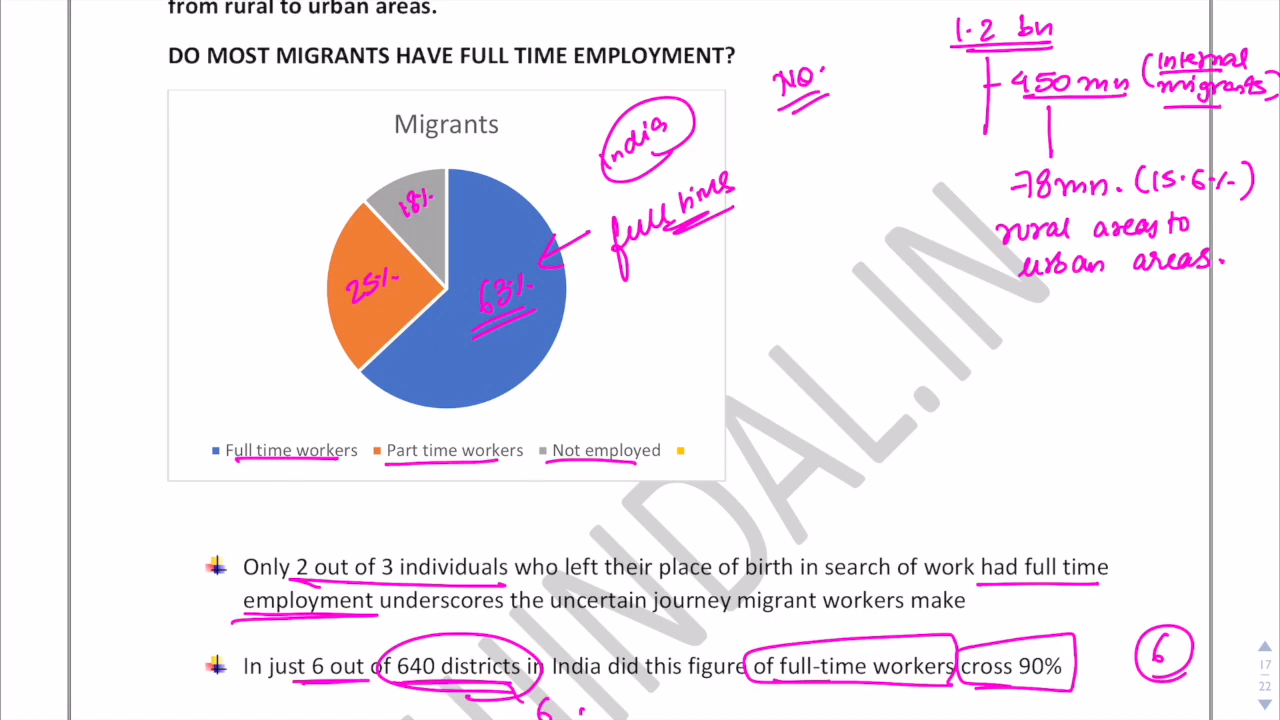 from rural to urban areas.
DO MOST MIGRANTS HAVE FULL TIME EMPLOYMENT?
1.2 bn
450 mn (internal migrants)
78 mn. (15.6%)
rural areas to
urban areas.
NO.
Migrants
india
full time
18%
25%
63%
Full time workers Part time workers Not employed
Only 2 out of 3 individuals who left their place of birth in search of work had full time
employment underscores the uncertain journey migrant workers make
In just 6 out of 640 districts in India did this figure of full-time workers cross 90%
6
6
17
22